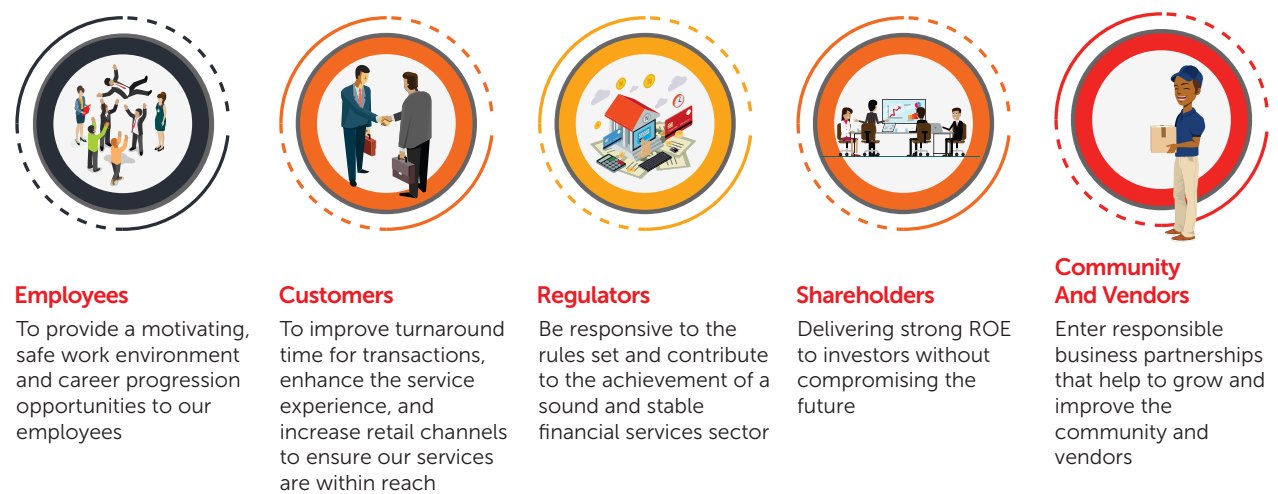 Employees
To provide a motivating,
safe work environment
and career progression
opportunities to our
employees
Customers
To improve turnaround
time for transactions,
enhance the service
experience, and
increase retail channels
to ensure our services
are within reach
Regulators
Be responsive to the
rules set and contribute
to the achievement of a
sound and stable
financial services sector
Shareholders
Delivering strong ROE
to investors without
compromising the
future
Community
And Vendors
Enter responsible
business partnerships
that help to grow and
improve the
community and
vendors